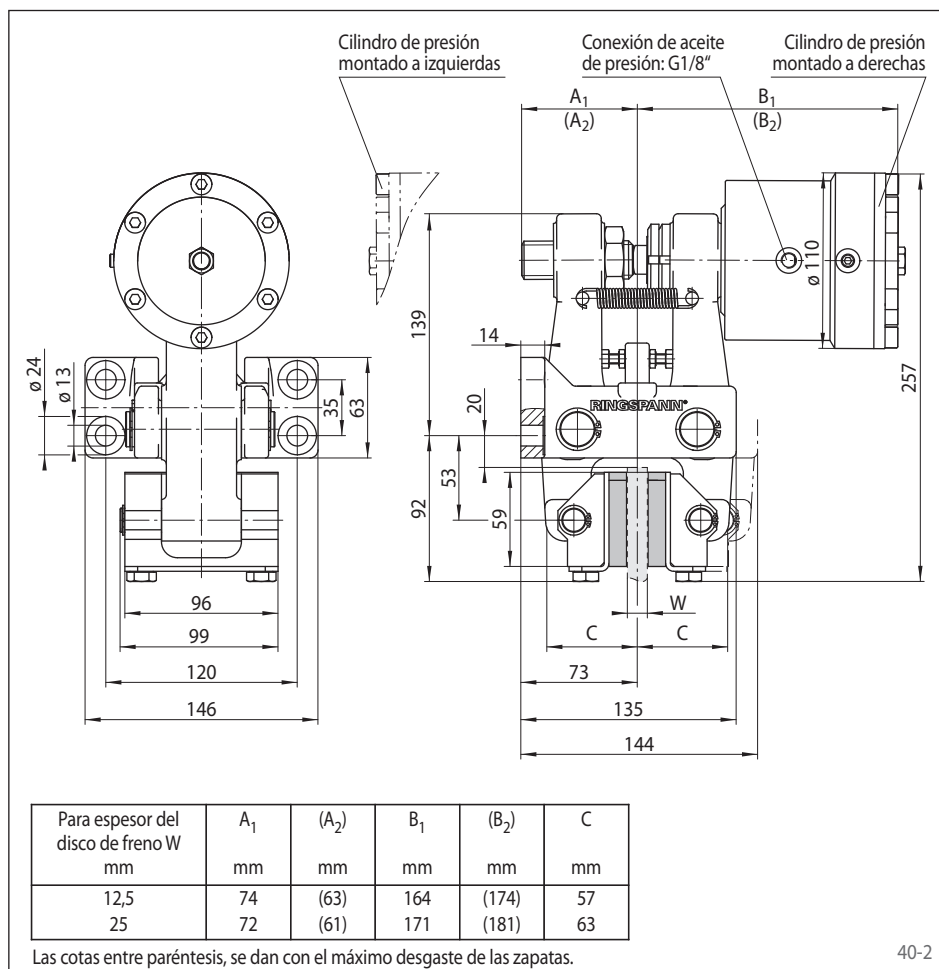 Cilindro de presión
montado a izquierdas
Conexión de aceite
de presión: G1/8“
Cilindro de presión
montado a derechas
A1
(A2)
B1
(B2)
ø 110
139
14
257
ø 24
ø 13
35
63
20
RINGSPANN®
53
92
59
96
W
99
C
C
120
73
146
135
144
Para espesor del
disco de freno W
mm
A1
mm
(A2)
mm
B1
mm
(B2)
mm
C
mm
12,5 74 (63) 164 (174) 57
25 72 (61) 171 (181) 63
Las cotas entre paréntesis, se dan con el máximo desgaste de las zapatas.
40-2